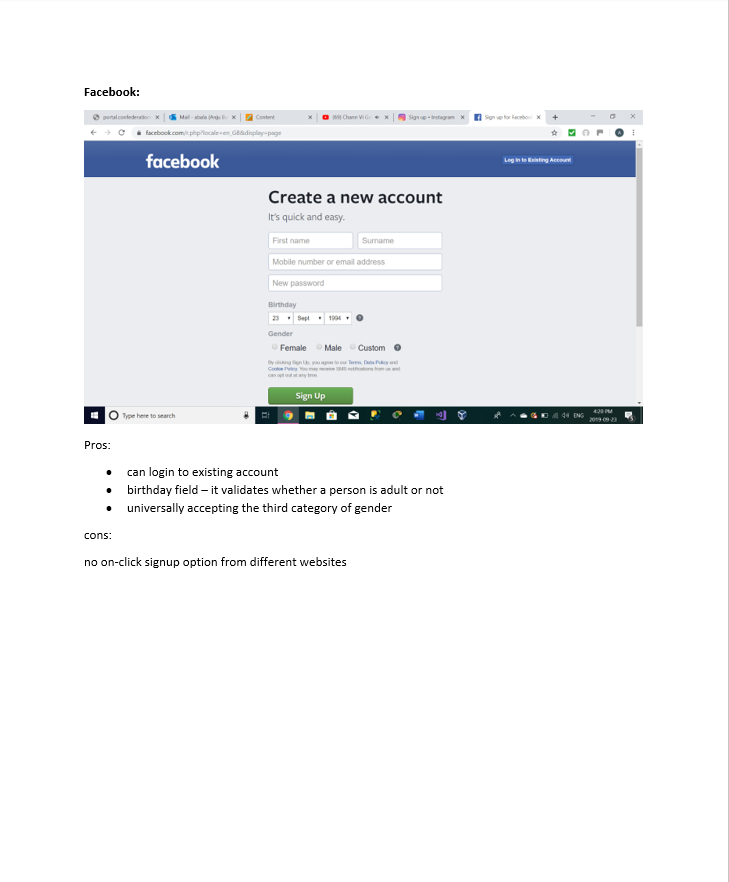 Facebook:
portal.confederation
Mail - abala (Anju B
Content
Sign up • Instagram
Sign up for Facebo
facebook.com/r.php?locale=en_GB&display=page
facebook
Log in to Existing Account
Create a new account
It's quick and easy.
First name
Surname
Mobile number or email address
New password
Birthday
23 Sept 1994
Gender
Female Male Custom
By clicking Sign Up, you agree to our Terms, Data Policy and
Cookie Policy. You may receive SMS notifications from us and
can opt out at any time.
Sign Up
Type here to search
ENG
4:20 PM
2019-09-23
Pros:
• can login to existing account
• birthday field – it validates whether a person is adult or not
• universally accepting the third category of gender
cons:
no on-click signup option from different websites